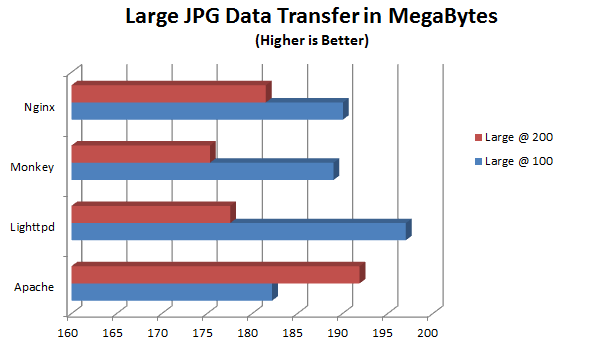 Large JPG Data Transfer in MegaBytes
(Higher is Better)
Nginx
Monkey
Lighttpd
Apache
160 165 170 175 180 185 190 195 200
Large @ 200
Large @ 100